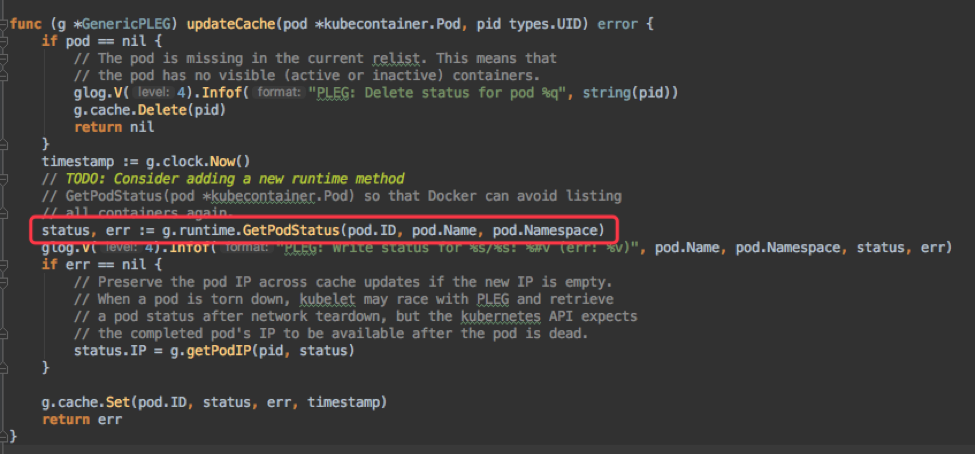 func (g *GenericPLEG) updateCache(pod *kubecontainer.Pod, pid types.UID) error {
if pod == nil {
// The pod is missing in the current relist. This means that
// the pod has no visible (active or inactive) containers.
glog.V( level: 4).Infof( format: "PLEG: Delete status for pod %q", string(pid))
g.cache.Delete(pid)
return nil
}
timestamp := g.clock.Now()
// TODO: Consider adding a new runtime method
// GetPodStatus(pod *kubecontainer.Pod) so that Docker can avoid listing
// all containers again.
status, err := g.runtime.GetPodStatus(pod.ID, pod.Name, pod.Namespace)
glog.V( level: 4).Infof( format: "PLEG: Write status for %s/%s: %#v (err: %v)", pod.Name, pod.Namespace, status, err)
if err == nil {
// Preserve the pod IP across cache updates if the new IP is empty.
// When a pod is torn down, kubelet may race with PLEG and retrieve
// a pod status after network teardown, but the kubernetes API expects
// the completed pod's IP to be available after the pod is dead.
status.IP = g.getPodIP(pid, status)
}
g.cache.Set(pod.ID, status, err, timestamp)
return err
}